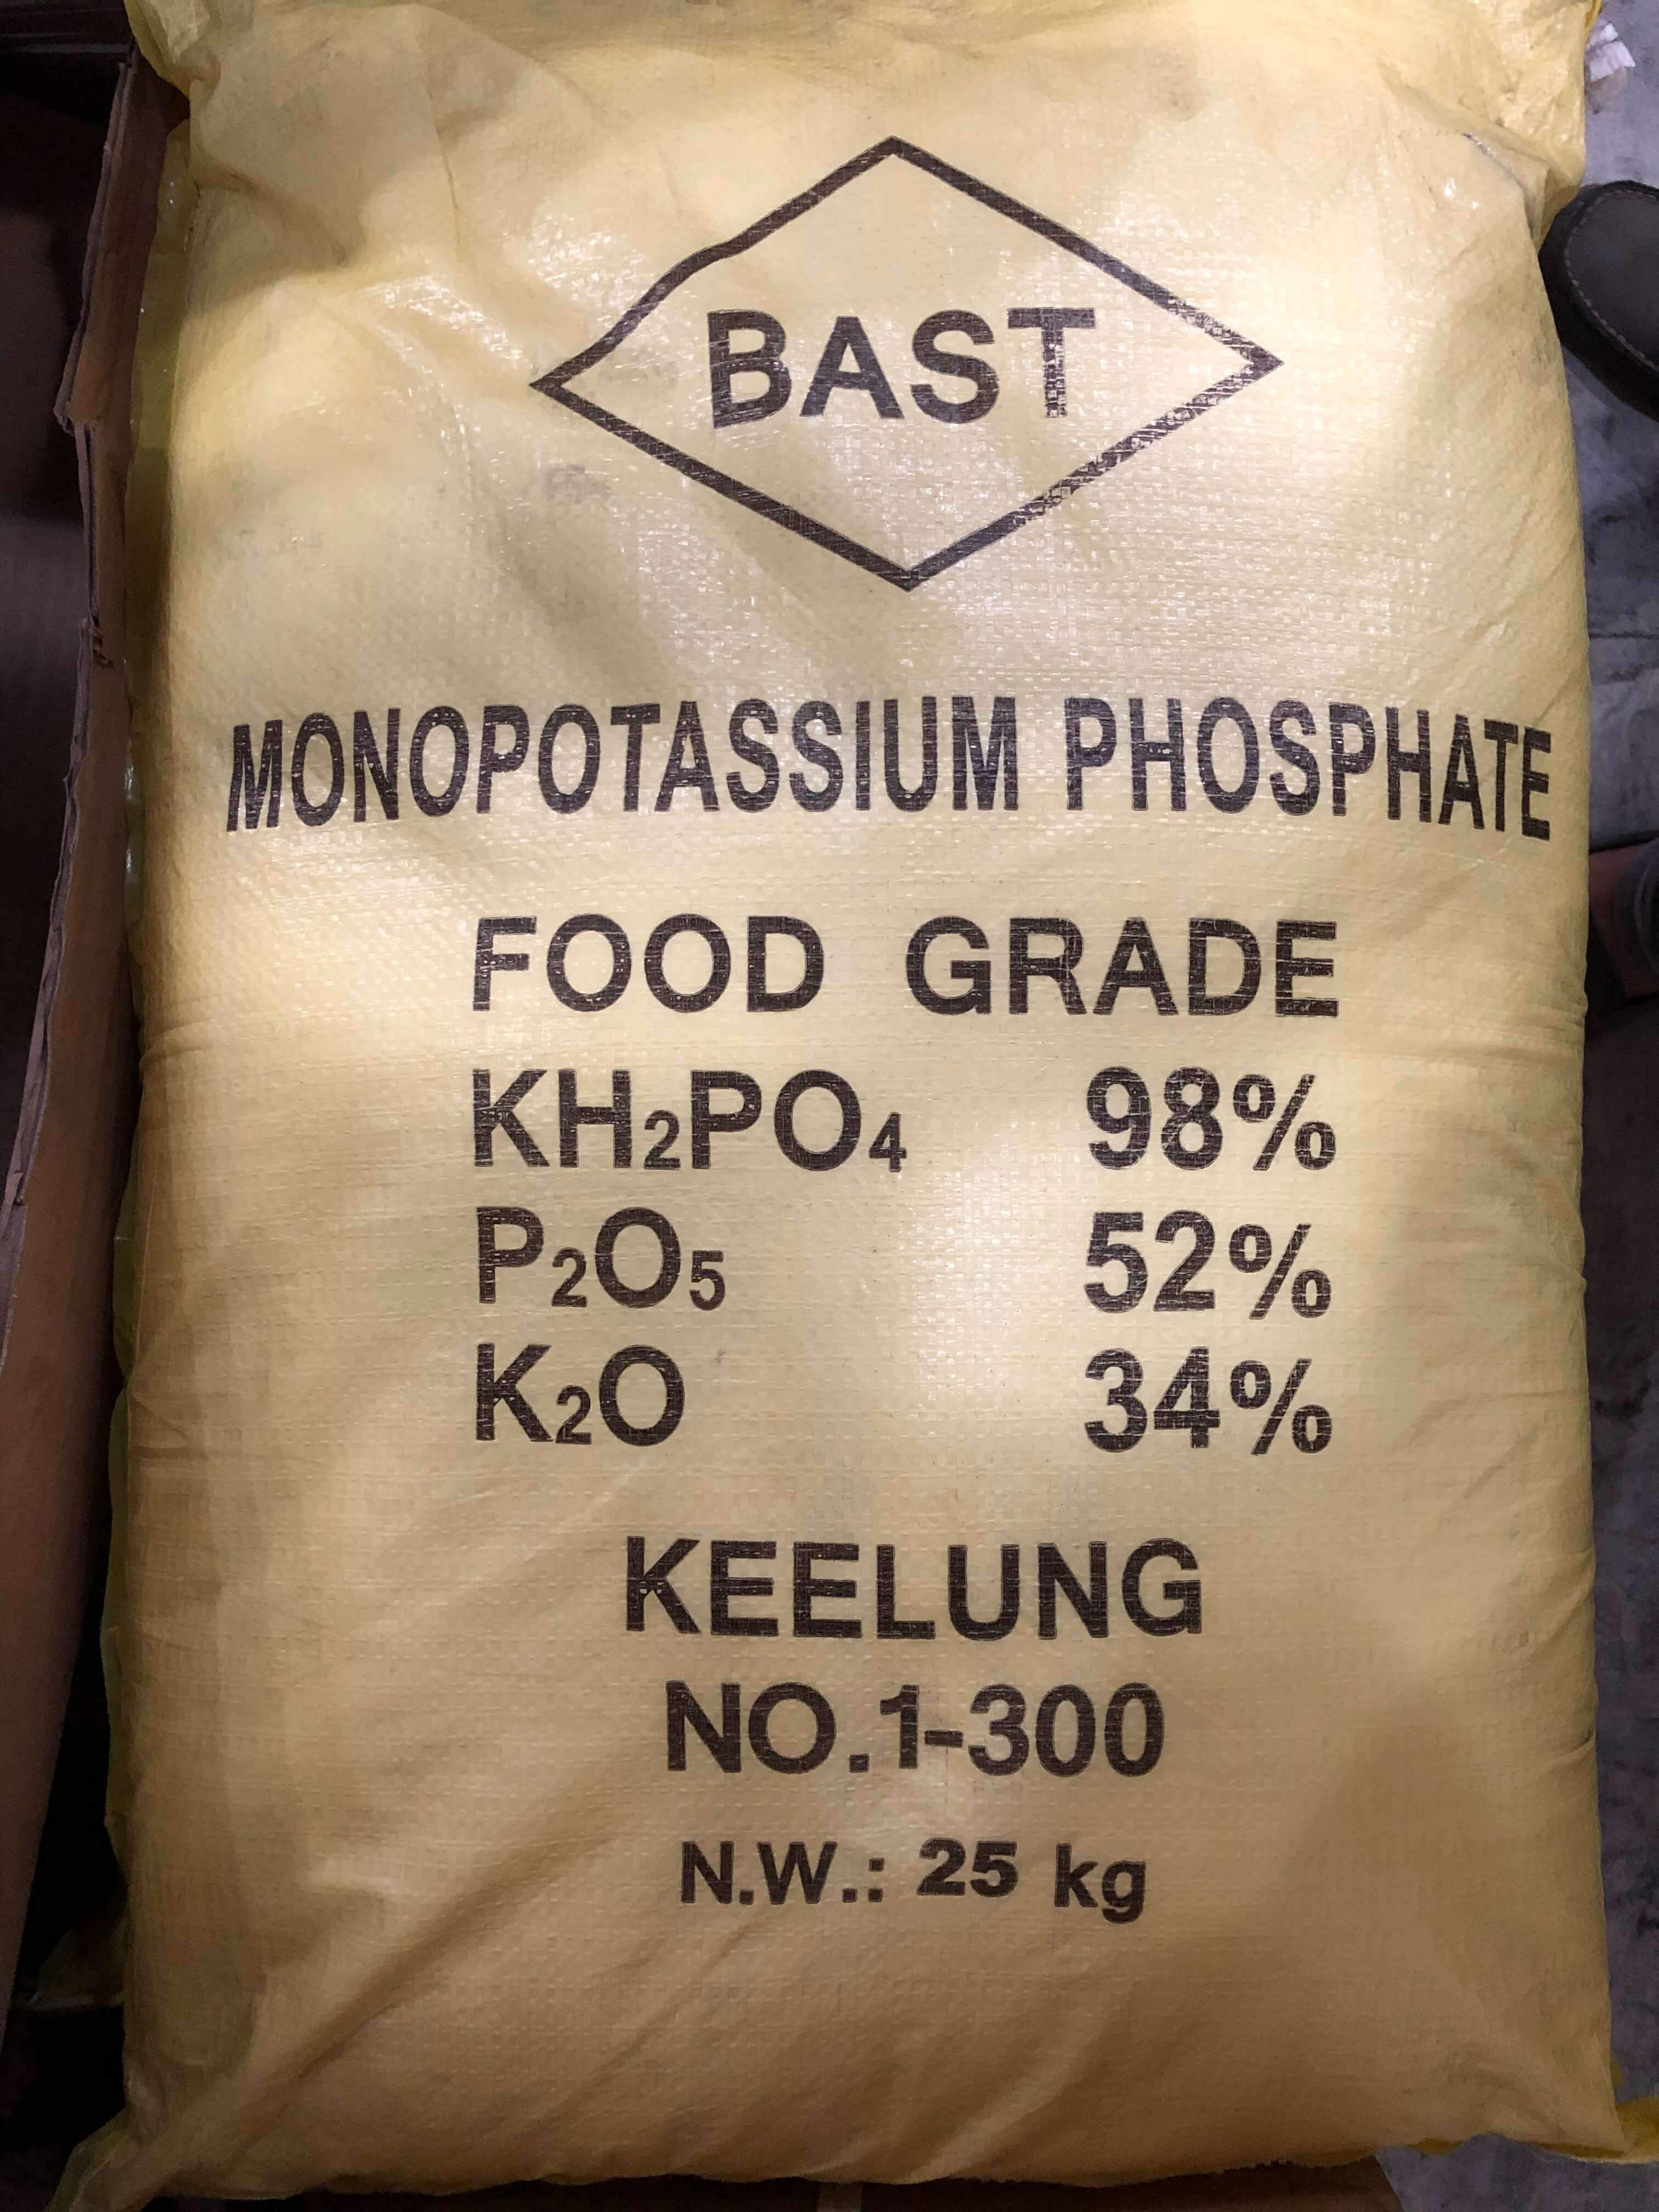 BAST
MONOPOTASSIUM PHOSPHATE
FOOD GRADE
KH₂PO₄ 98%
P₂O₅ 52%
K₂O 34%
KEELUNG
NO.1-300
N.W.: 25 kg